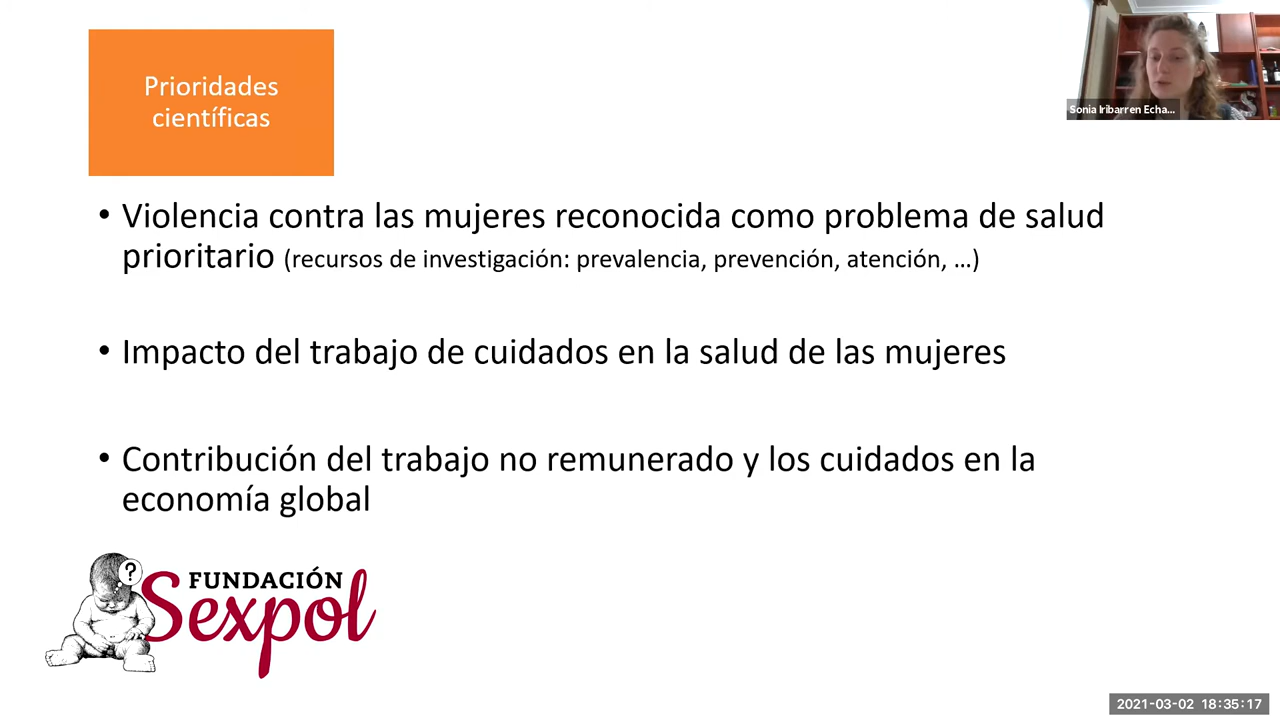 Prioridades
científicas
Sonia Iribarren Echa...
• Violencia contra las mujeres reconocida como problema de salud
prioritario (recursos de investigación: prevalencia, prevención, atención, ...)
• Impacto del trabajo de cuidados en la salud de las mujeres
• Contribución del trabajo no remunerado y los cuidados en la
economía global
?
FUNDACIÓN
Sexpol
2021-03-02 18:35:17